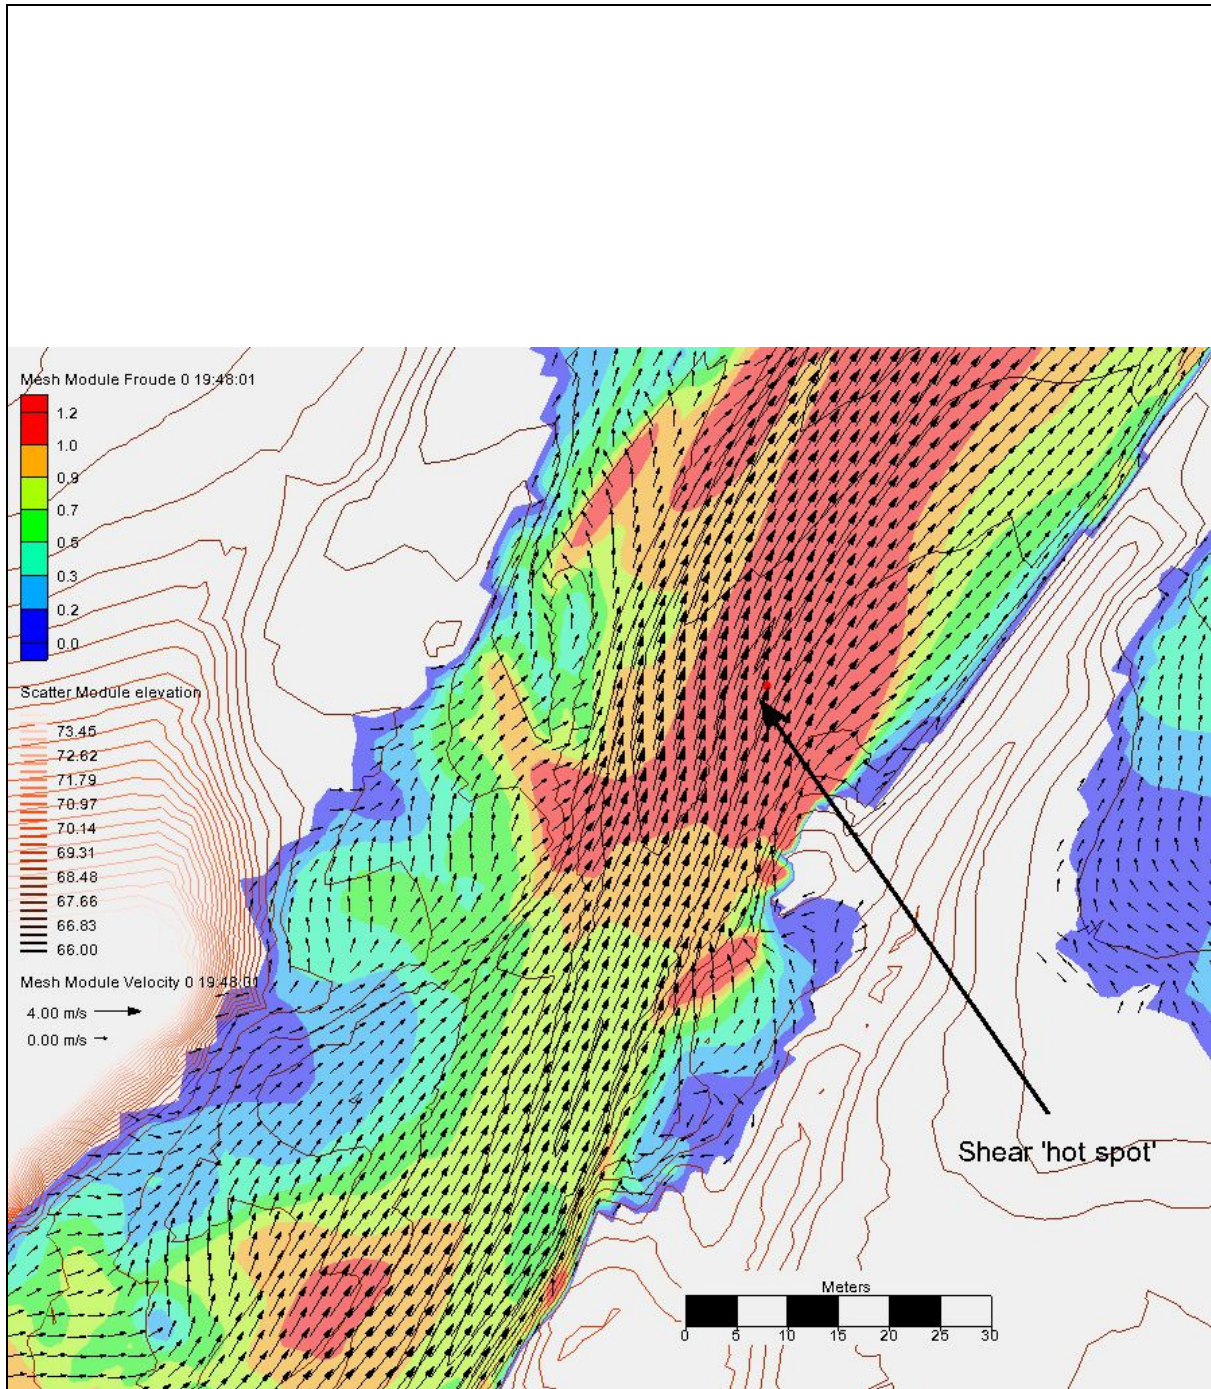 Mesh Module Froude 0 19:48:01
1.2
1.0
0.9
0.7
0.5
0.3
0.2
0.0
Scatter Module elevation
73.45
72.62
71.79
70.97
70.14
69.31
68.48
67.66
66.83
66.00
Mesh Module Velocity 0 19:48:01
4.00 m/s
0.00 m/s
Shear 'hot spot'
Meters
0 5 10 15 20 25 30